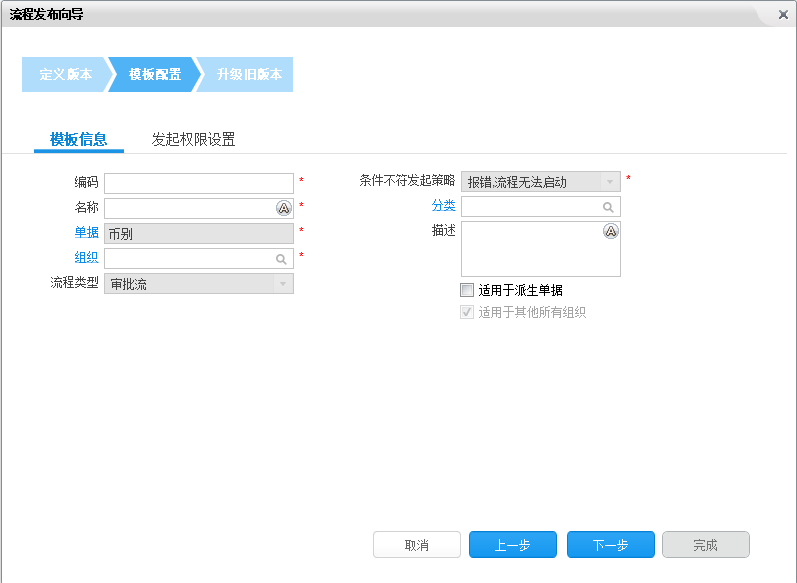 流程发布向导
定义版本 模板配置 升级旧版本
模板信息 发起权限设置
编码 * 条件不符发起策略 报错,流程无法启动 *
名称 * 分类
单据 币别 * 描述
组织 *
流程类型 审批流
适用于派生单据
适用于其他所有组织
取消 上一步 下一步 完成